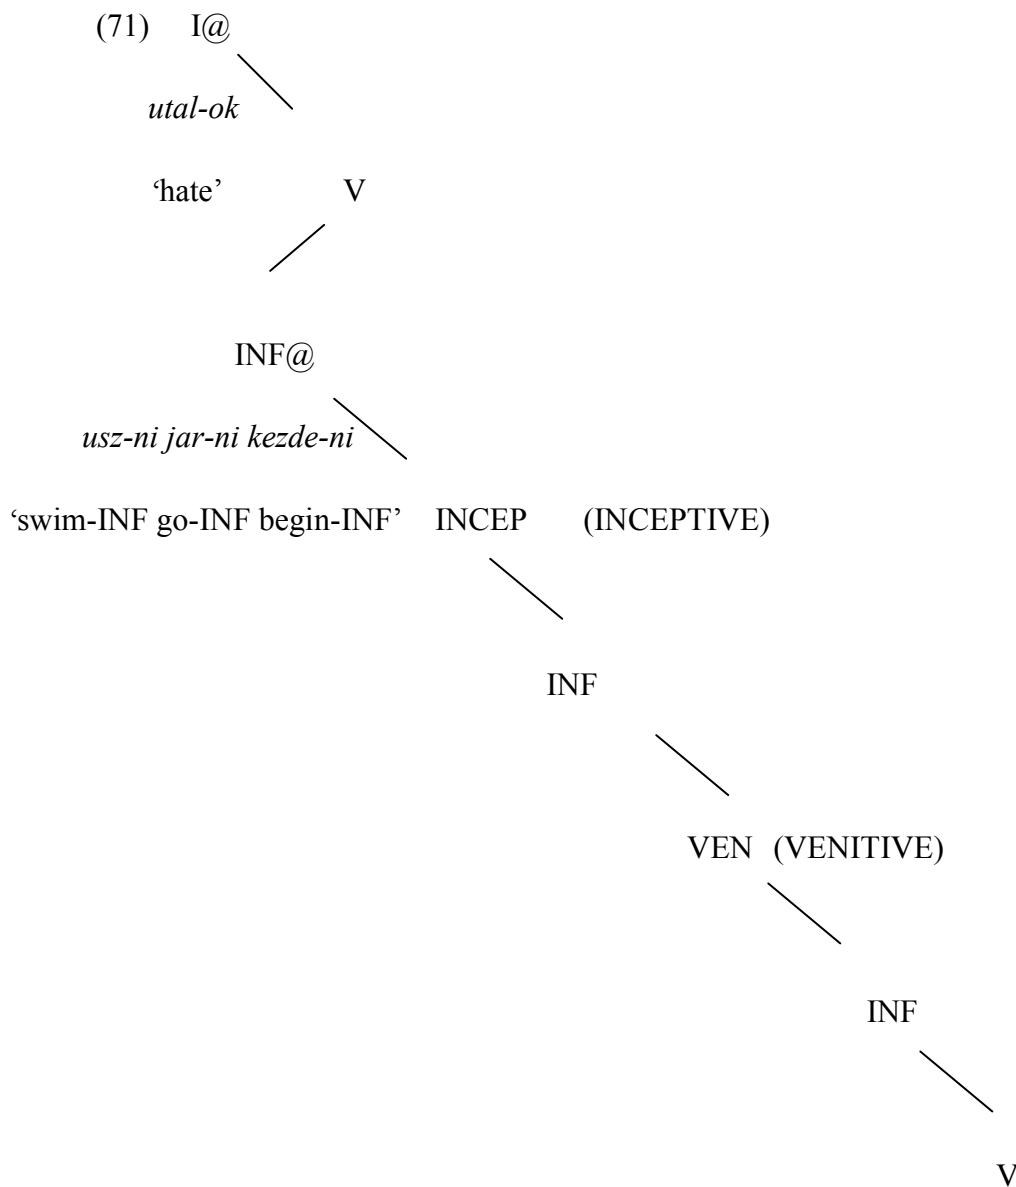 (71) I@
utal-ok
‘hate’ V
INF@
usz-ni jar-ni kezde-ni
‘swim-INF go-INF begin-INF’ INCEP (INCEPTIVE)
INF
VEN (VENITIVE)
INF
V